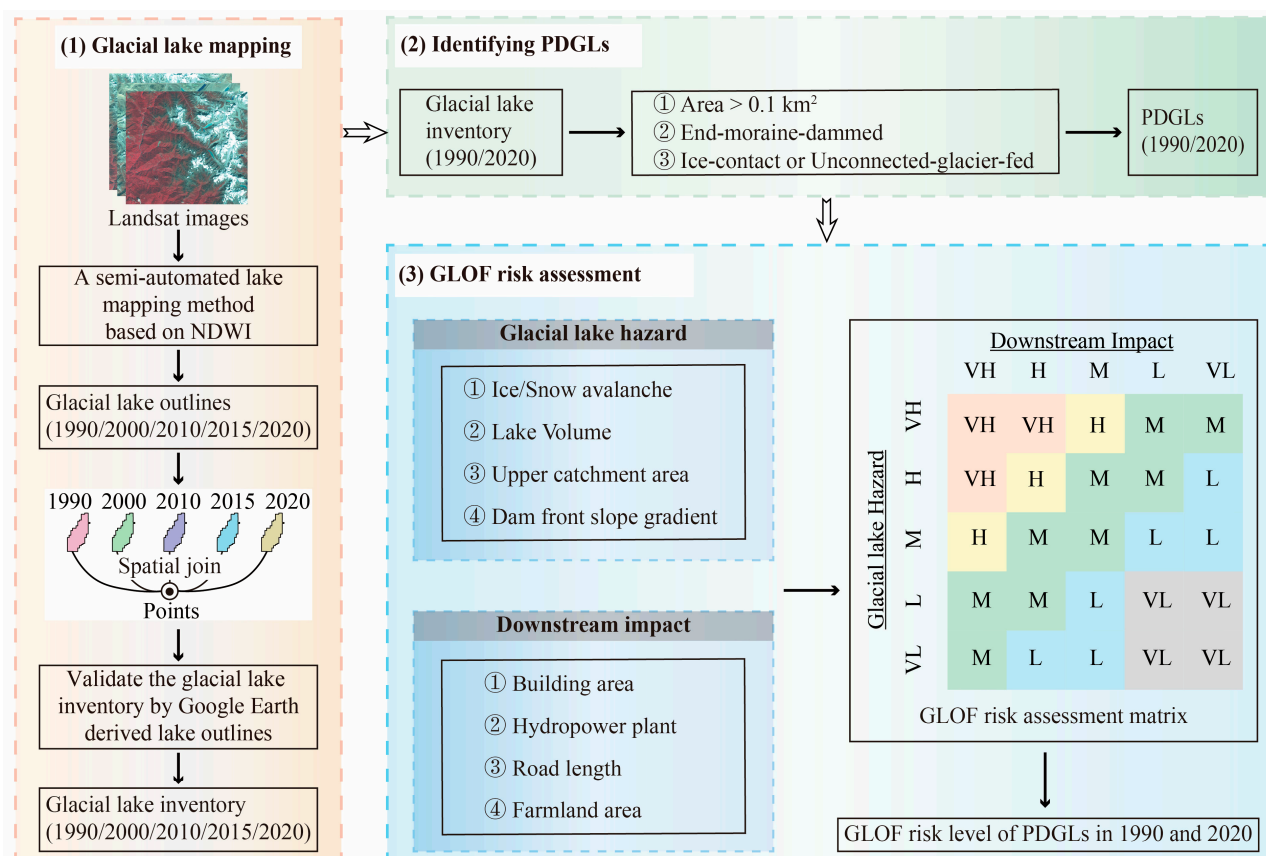 (1) Glacial lake mapping
Landsat images
A semi-automated lake
mapping method
based on NDWI
Glacial lake outlines
(1990/2000/2010/2015/2020)
1990 2000 2010 2015 2020
Spatial join
Points
Validate the glacial lake
inventory by Google Earth
derived lake outlines
Glacial lake inventory
(1990/2000/2010/2015/2020)
(2) Identifying PDGLs
Glacial lake
inventory
(1990/2020)
① Area > 0.1 km²
② End-moraine-dammed
③ Ice-contact or Unconnected-glacier-fed
PDGLs
(1990/2020)
(3) GLOF risk assessment
Glacial lake hazard
① Ice/Snow avalanche
② Lake Volume
③ Upper catchment area
④ Dam front slope gradient
Downstream impact
① Building area
② Hydropower plant
③ Road length
④ Farmland area
Downstream Impact
VH H M L VL
Glacial lake Hazard
VH VH VH H M M
H VH H M M L
M H M M L L
L M M L VL VL
VL M L L VL VL
GLOF risk assessment matrix
GLOF risk level of PDGLs in 1990 and 2020